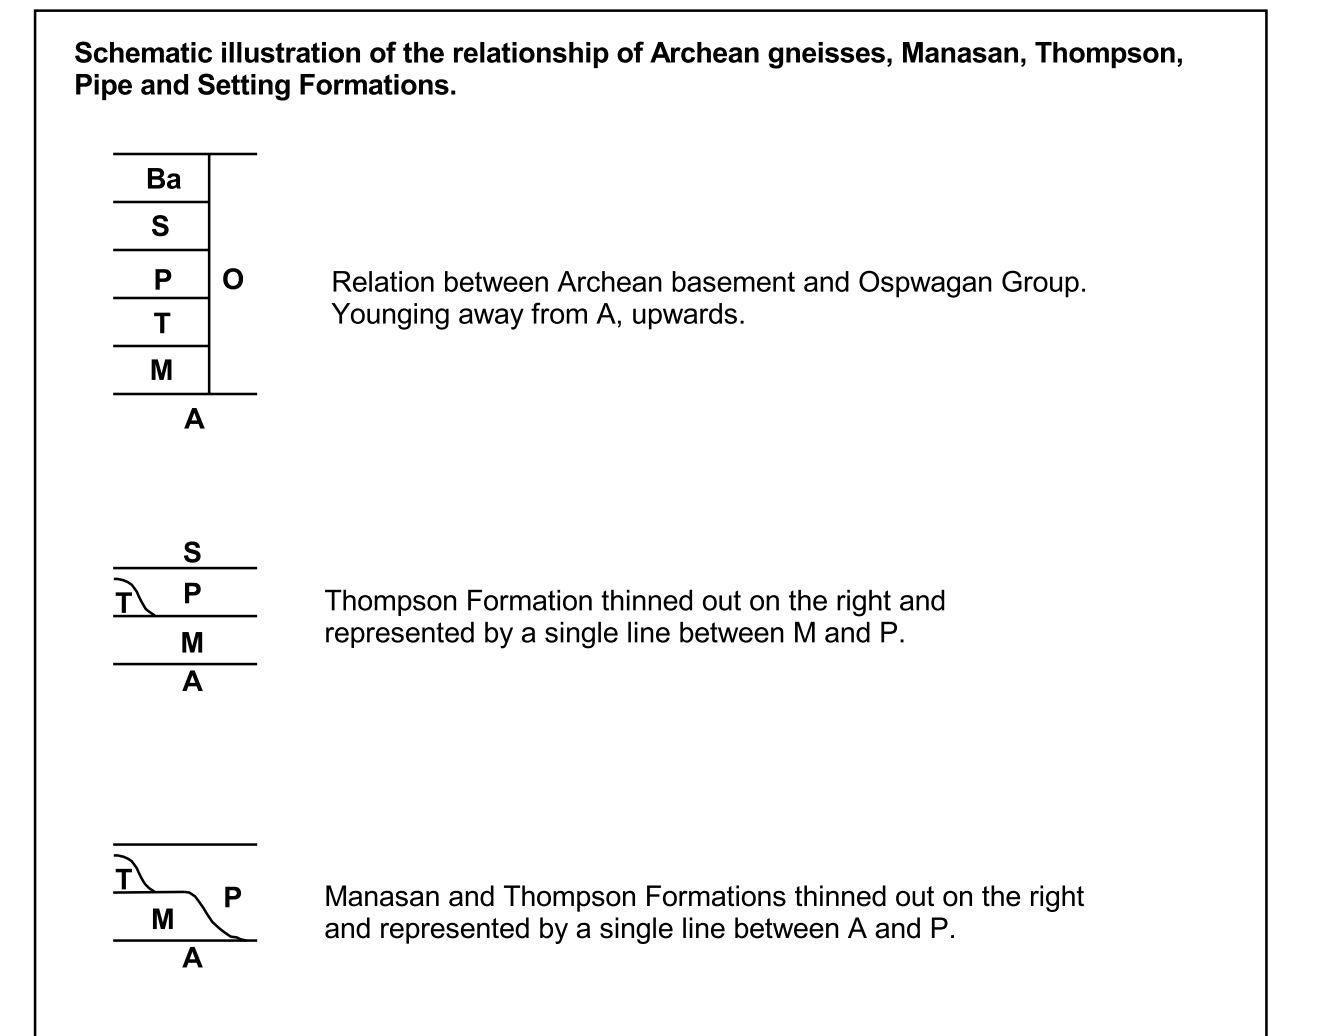 Schematic illustration of the relationship of Archean gneisses, Manasan, Thompson,
Pipe and Setting Formations.
Ba
S
P
O
T
M
A
Relation between Archean basement and Ospwagan Group.
Younging away from A, upwards.
S
P
T
M
A
Thompson Formation thinned out on the right and
represented by a single line between M and P.
T
P
M
A
Manasan and Thompson Formations thinned out on the right
and represented by a single line between A and P.